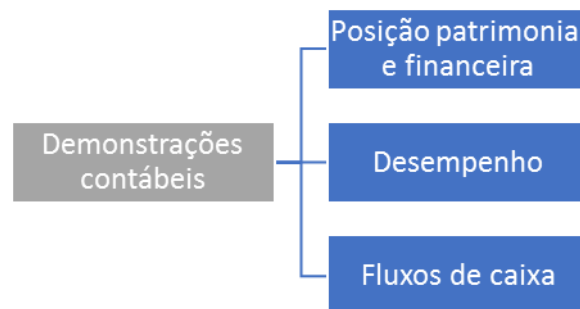 Posição patrimonia
e financeira
Demonstrações
contábeis
Desempenho
Fluxos de caixa